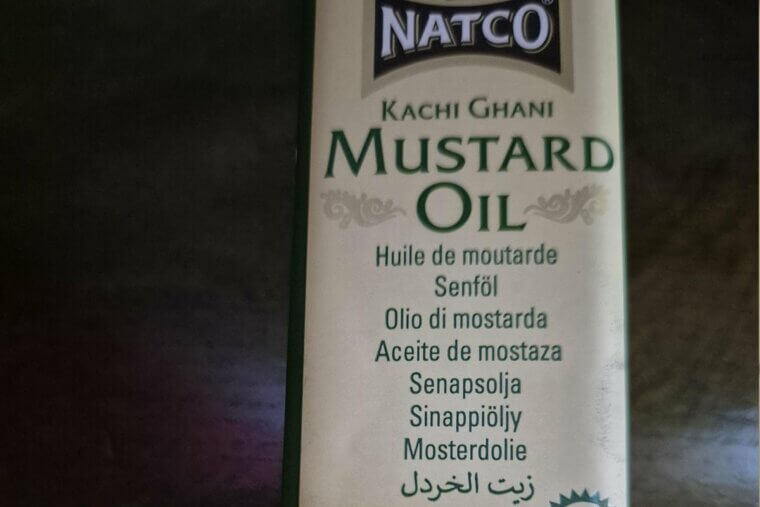 NATCO®
KACHI GHANI
MUSTARD
OIL
Huile de moutarde
Senföl
Olio di mostarda
Aceite de mostaza
Senapsolja
Sinappiöljy
Mosterdolie
زيت الخردل